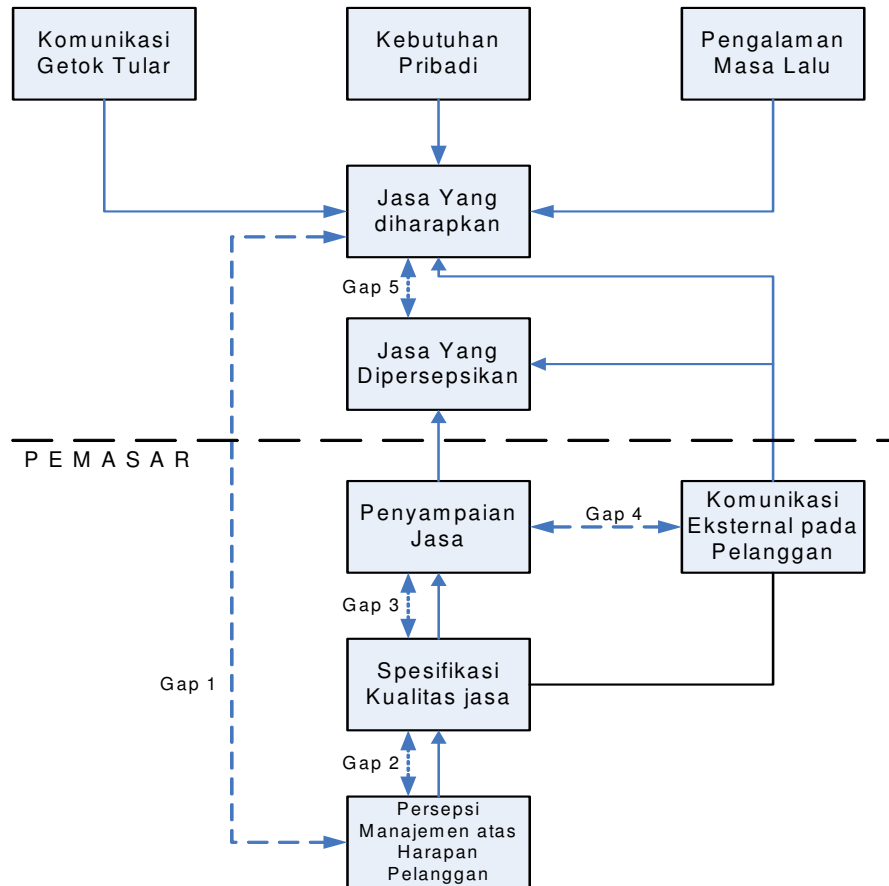 Komunikasi
Getok Tular
Kebutuhan
Pribadi
Pengalaman
Masa Lalu
Jasa Yang
diharapkan
Gap 5
Jasa Yang
Dipersepsikan
PEMASAR
Penyampaian
Jasa
Gap 4
Komunikasi
Eksternal pada
Pelanggan
Gap 3
Spesifikasi
Kualitas jasa
Gap 1
Gap 2
Persepsi
Manajemen atas
Harapan
Pelanggan